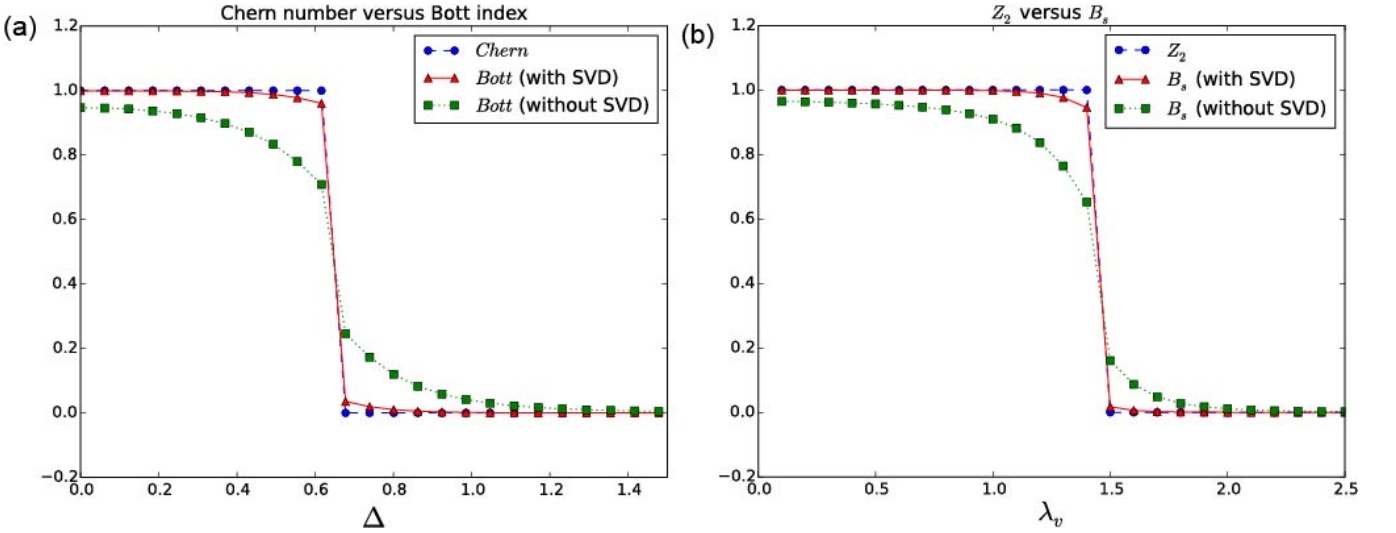 (a)
Chern number versus Bott index
1.2
1.0
0.8
0.6
0.4
0.2
0.0
−0.2
0.0 0.2 0.4 0.6 0.8 1.0 1.2 1.4
Δ
Chern
Bott (with SVD)
Bott (without SVD)
(b)
Z₂ versus Bₛ
1.2
1.0
0.8
0.6
0.4
0.2
0.0
−0.2
0.0 0.5 1.0 1.5 2.0 2.5
λᵥ
Z₂
Bₛ (with SVD)
Bₛ (without SVD)